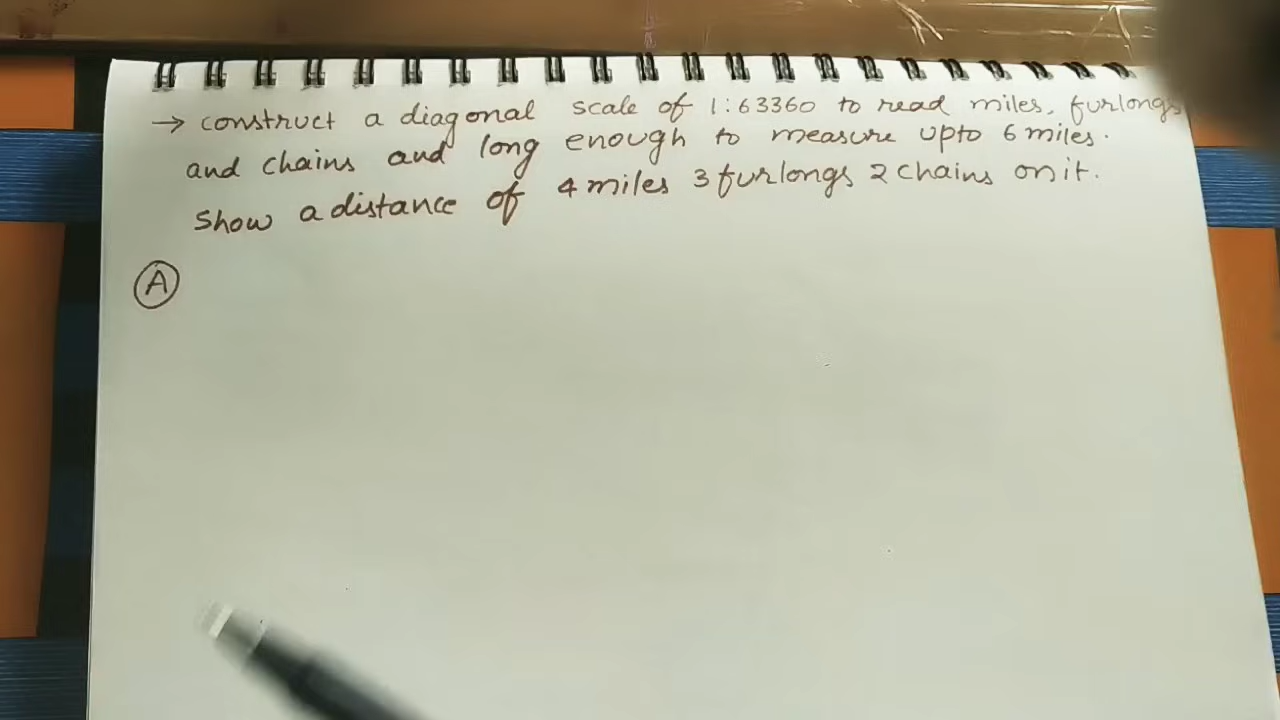 → construct a diagonal scale of 1:63360 to read miles, furlongs
and chains and long enough to measure upto 6 miles.
Show a distance of 4 miles 3 furlongs 2 chains on it.
A